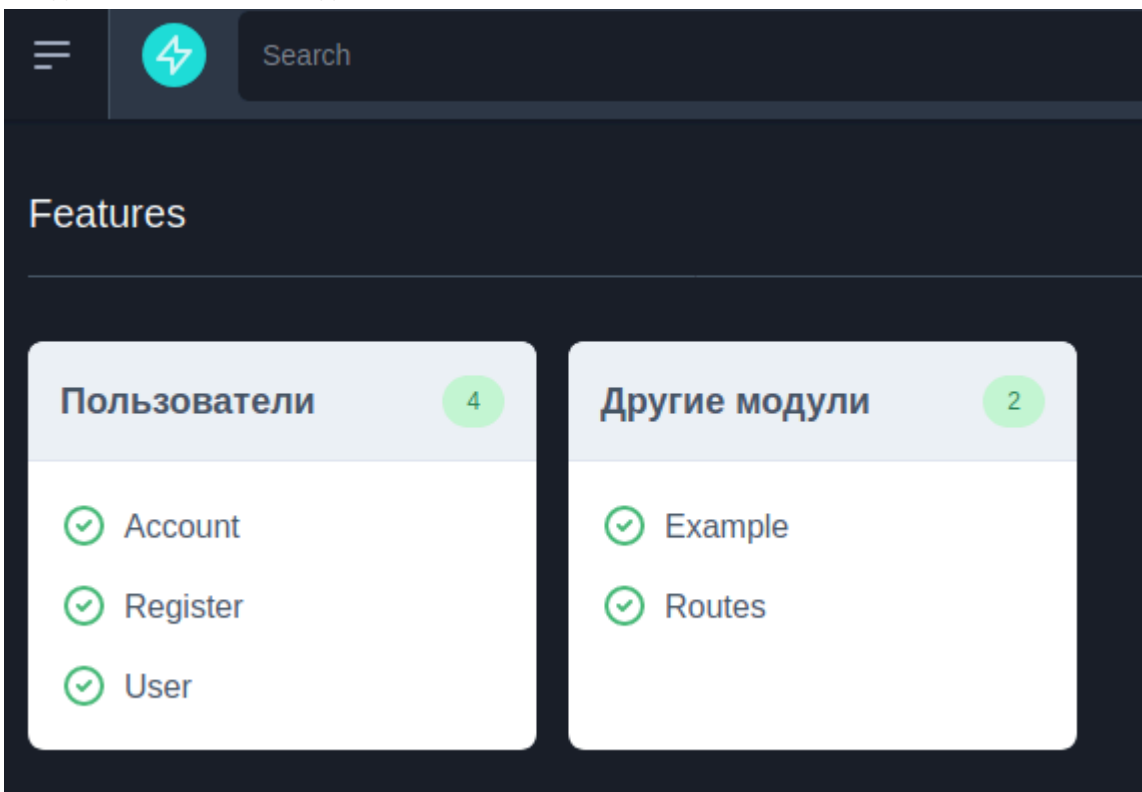 Search
Features
Пользователи 4
Account
Register
User
Другие модули 2
Example
Routes